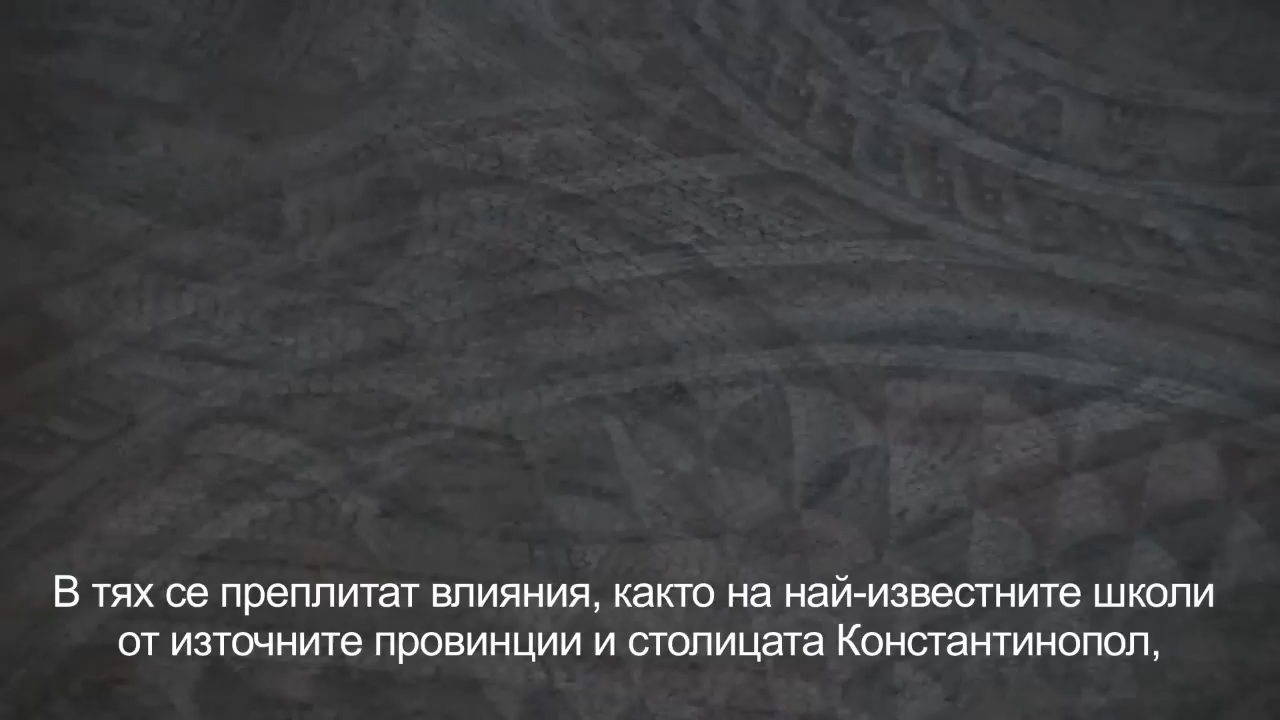 В тях се преплитат влияния, както на най-известните школи
от източните провинции и столицата Константинопол,